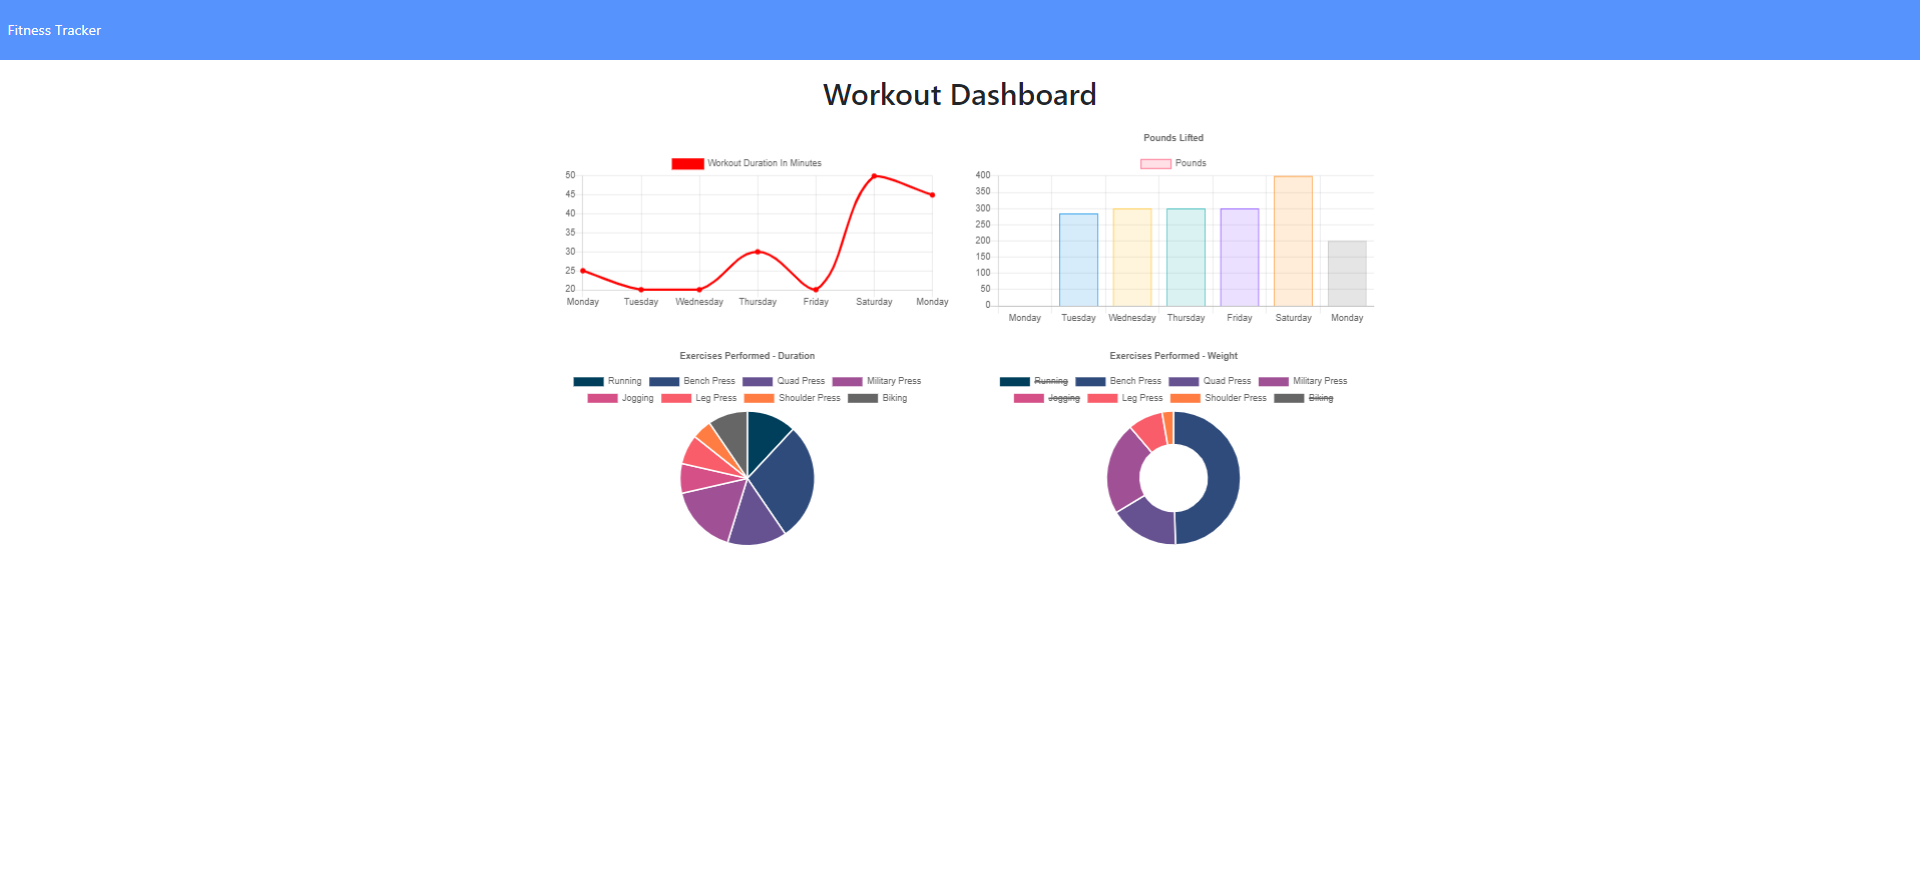 Fitness Tracker
Workout Dashboard
Workout Duration In Minutes
50
45
40
35
30
25
20
Monday Tuesday Wednesday Thursday Friday Saturday Monday
Pounds Lifted
Pounds
400
350
300
250
200
150
100
50
0
Monday Tuesday Wednesday Thursday Friday Saturday Monday
Exercises Performed - Duration
Running Bench Press Quad Press Military Press
Jogging Leg Press Shoulder Press Biking
Exercises Performed - Weight
Running Bench Press Quad Press Military Press
Jogging Leg Press Shoulder Press Biking